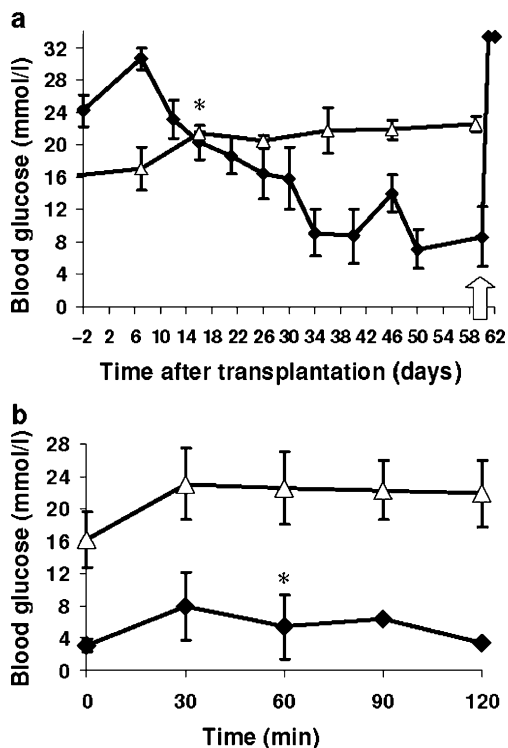 a
Blood glucose (mmol/l)
32
28
24
20
16
12
8
4
0
*
–2 2 6 10 14 18 22 26 30 34 38 42 46 50 54 58 62
Time after transplantation (days)
b
Blood glucose (mmol/l)
28
24
20
16
12
8
4
0
*
0 30 60 90 120
Time (min)